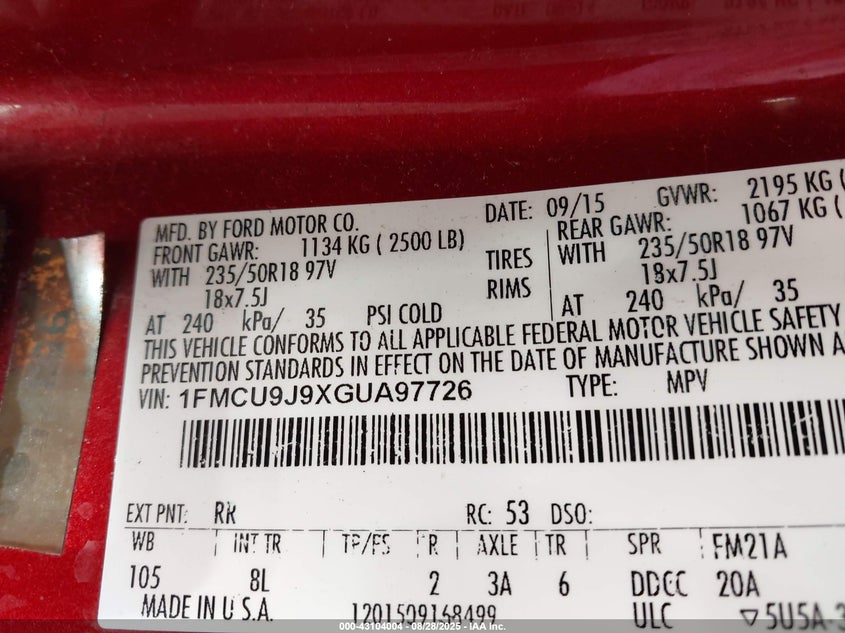 MFD. BY FORD MOTOR CO. DATE: 09/15 GVWR: 2195 KG (
FRONT GAWR: 1134 KG ( 2500 LB) REAR GAWR: 1067 KG (
WITH 235/50R18 97V TIRES WITH 235/50R18 97V
18x7.5J RIMS 18x7.5J
AT 240 kPa/ 35 PSI COLD AT 240 kPa/ 35
THIS VEHICLE CONFORMS TO ALL APPLICABLE FEDERAL MOTOR VEHICLE SAFETY
PREVENTION STANDARDS IN EFFECT ON THE DATE OF MANUFACTURE SHOWN
VIN: 1FMCU9J9XGUA97726 TYPE: MPV
EXT PNT: RR RC: 53 DSO:
WB INT TR TP/PS R AXLE TR SPR FM21A
105 8L 2 3A 6 DDCC 20A
MADE IN U.S.A. 1201509168499 ULC 5U5A-3
000-43104004 - 08/28/2025 - IAA Inc.